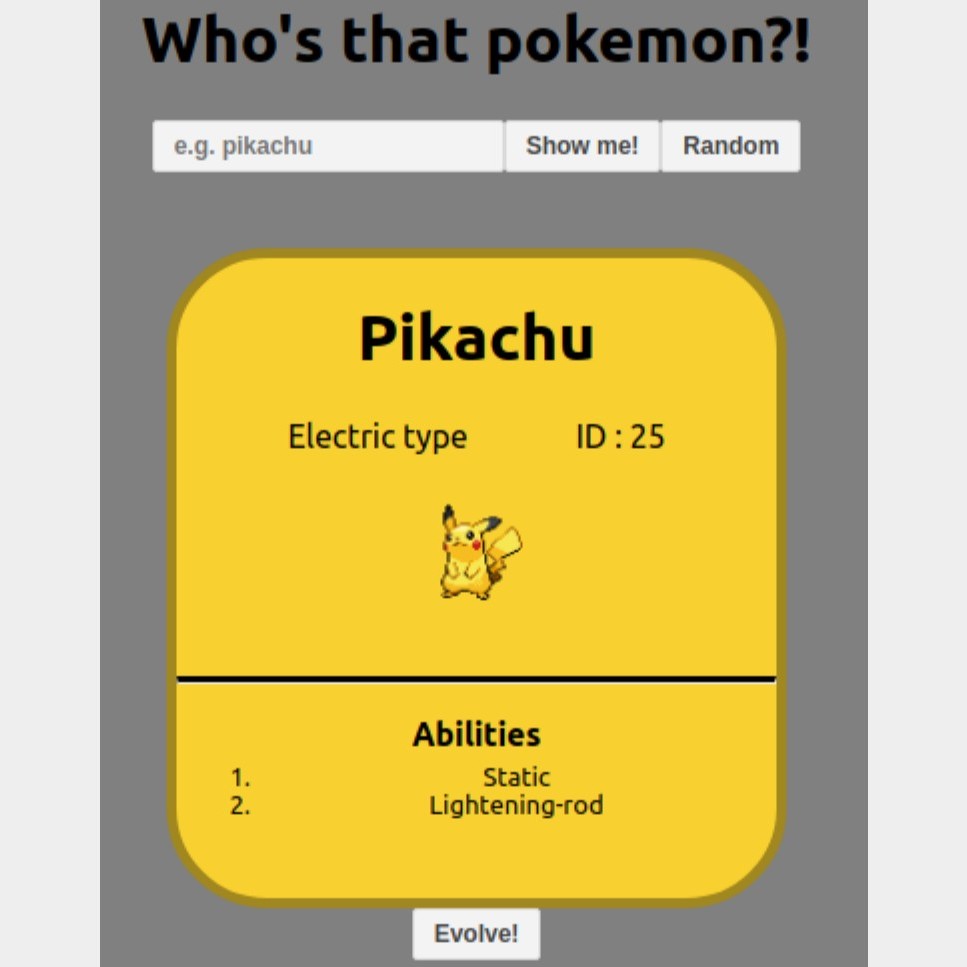 Who's that pokemon?!
e.g. pikachu Show me! Random
Pikachu
Electric type ID : 25
Abilities
1. Static
2. Lightening-rod
Evolve!